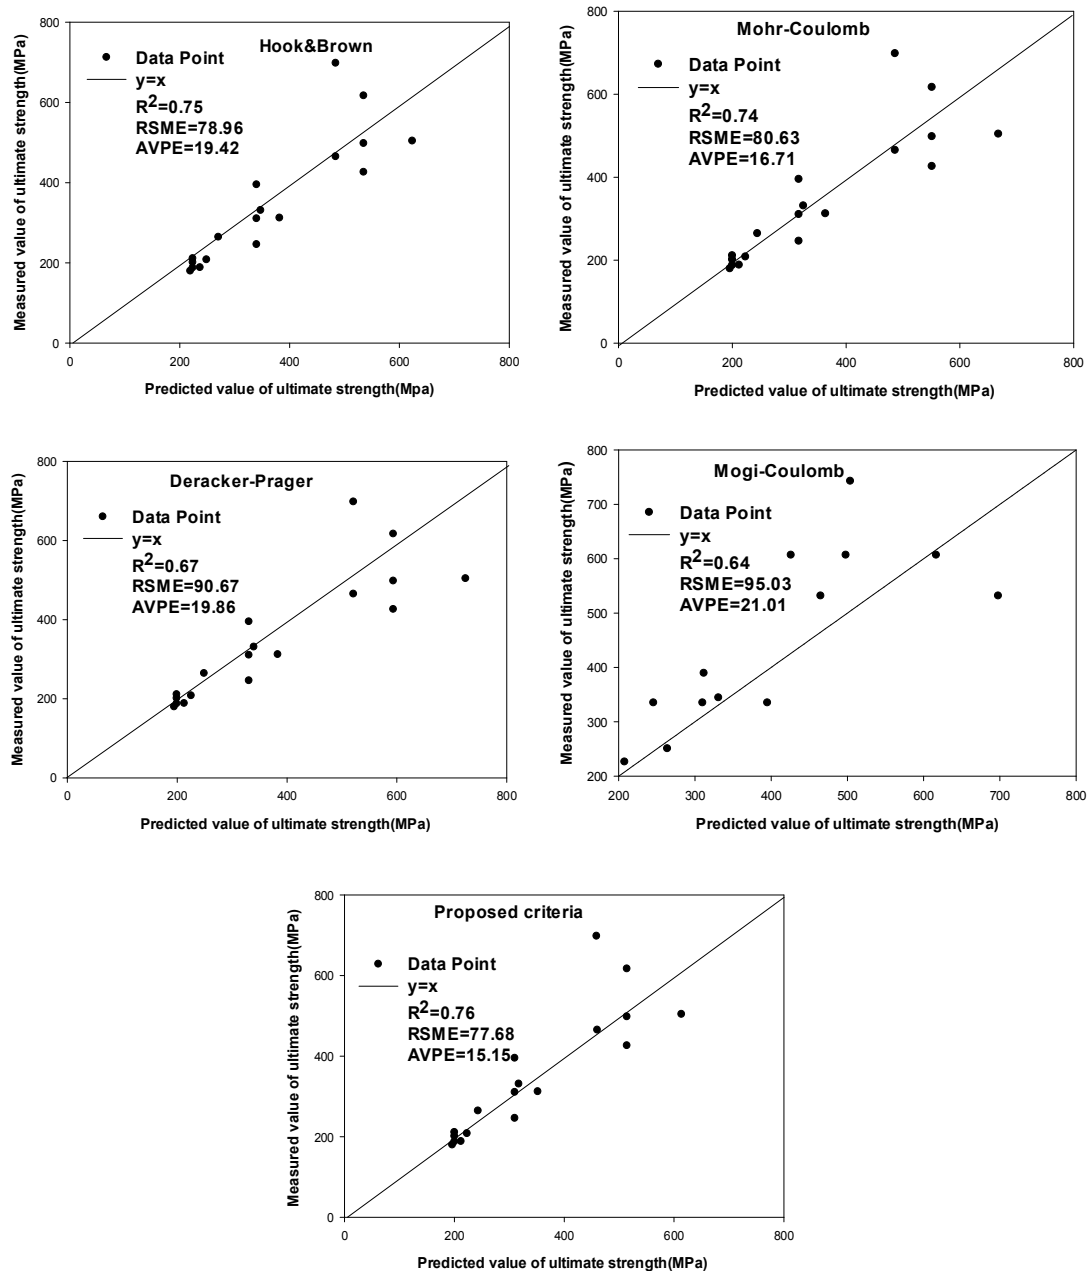 Hook&Brown
Data Point
y=x
R2=0.75
RSME=78.96
AVPE=19.42
Measured value of ultimate strength(MPa)
800
600
400
200
0
0 200 400 600 800
Predicted value of ultimate strength(Mpa)
Mohr-Coulomb
Data Point
y=x
R2=0.74
RSME=80.63
AVPE=16.71
Measured value of ultimate strength(MPa)
800
600
400
200
0
0 200 400 600 800
Predicted value of ultimate strength(MPa)
Deracker-Prager
Data Point
y=x
R2=0.67
RSME=90.67
AVPE=19.86
Measured value of ultimate strength(MPa)
800
600
400
200
0
0 200 400 600 800
Predicted value of ultimate strength(MPa)
Mogi-Coulomb
Data Point
y=x
R2=0.64
RSME=95.03
AVPE=21.01
Measured value of ultimate strength(MPa)
800
700
600
500
400
300
200
200 300 400 500 600 700 800
Predicted value of ultimate strength(MPa)
Proposed criteria
Data Point
y=x
R2=0.76
RSME=77.68
AVPE=15.15
Measured value of ultimate strength(MPa)
800
600
400
200
0
0 200 400 600 800
Predicted value of ultimate strength(MPa)